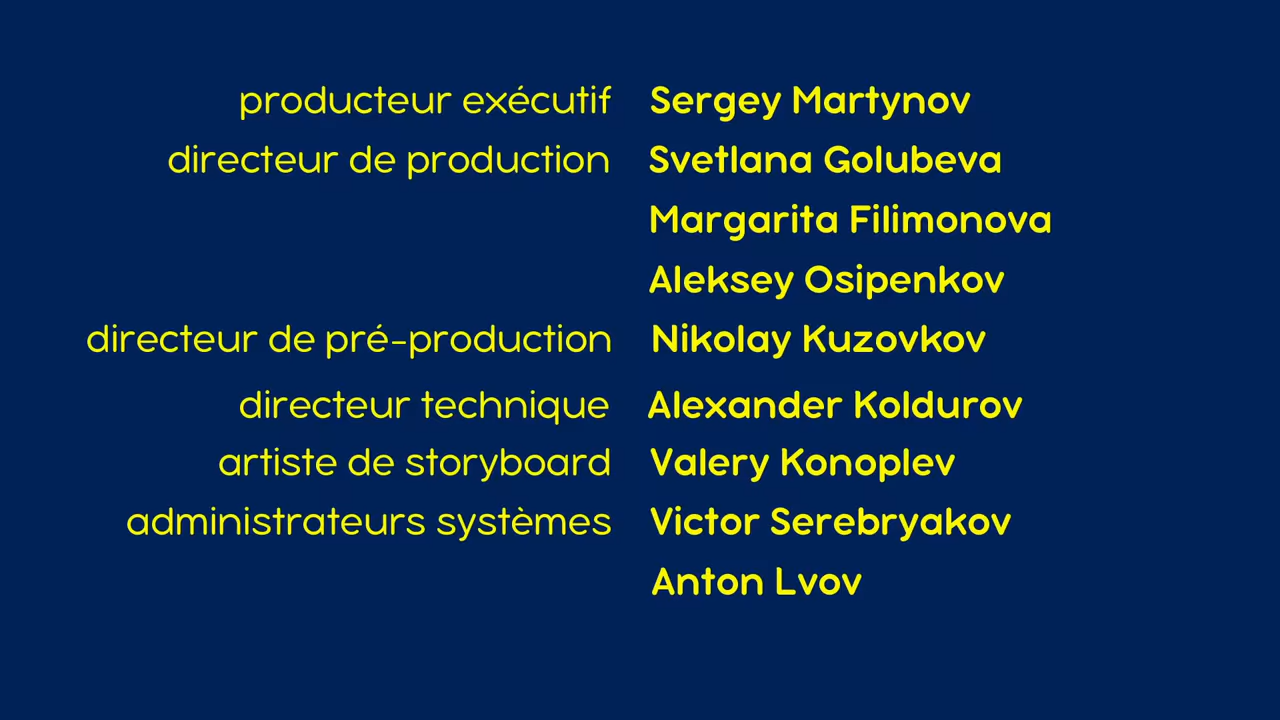 producteur exécutif Sergey Martynov
directeur de production Svetlana Golubeva
Margarita Filimonova
Aleksey Osipenkov
directeur de pré-production Nikolay Kuzovkov
directeur technique Alexander Koldurov
artiste de storyboard Valery Konoplev
administrateurs systèmes Victor Serebryakov
Anton Lvov